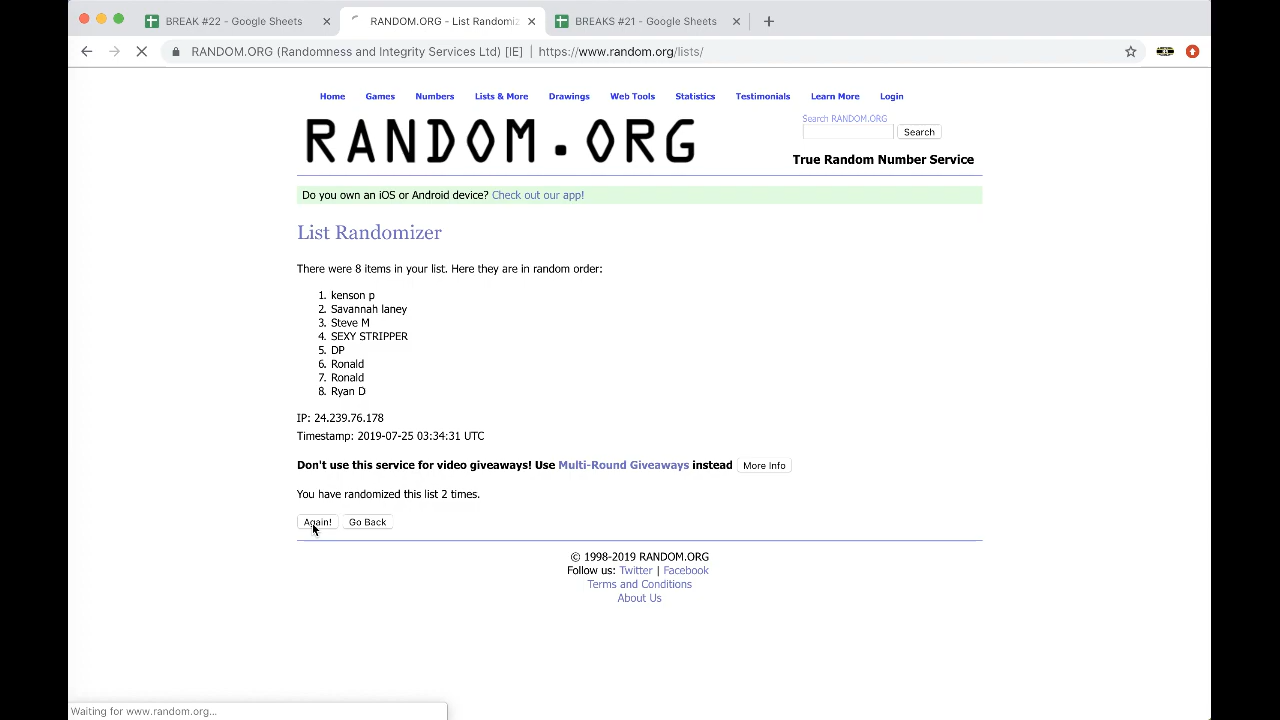 BREAK #22 - Google Sheets
RANDOM.ORG - List Randomiz
BREAKS #21 - Google Sheets
RANDOM.ORG (Randomness and Integrity Services Ltd) [IE] | https://www.random.org/lists/
Home Games Numbers Lists & More Drawings Web Tools Statistics Testimonials Learn More Login
RANDOM.ORG
Search RANDOM.ORG
Search
True Random Number Service
Do you own an iOS or Android device? Check out our app!
List Randomizer
There were 8 items in your list. Here they are in random order:
1. kenson p
2. Savannah laney
3. Steve M
4. SEXY STRIPPER
5. DP
6. Ronald
7. Ronald
8. Ryan D
IP: 24.239.76.178
Timestamp: 2019-07-25 03:34:31 UTC
Don't use this service for video giveaways! Use Multi-Round Giveaways instead More Info
You have randomized this list 2 times.
Again! Go Back
© 1998-2019 RANDOM.ORG
Follow us: Twitter | Facebook
Terms and Conditions
About Us
Waiting for www.random.org...